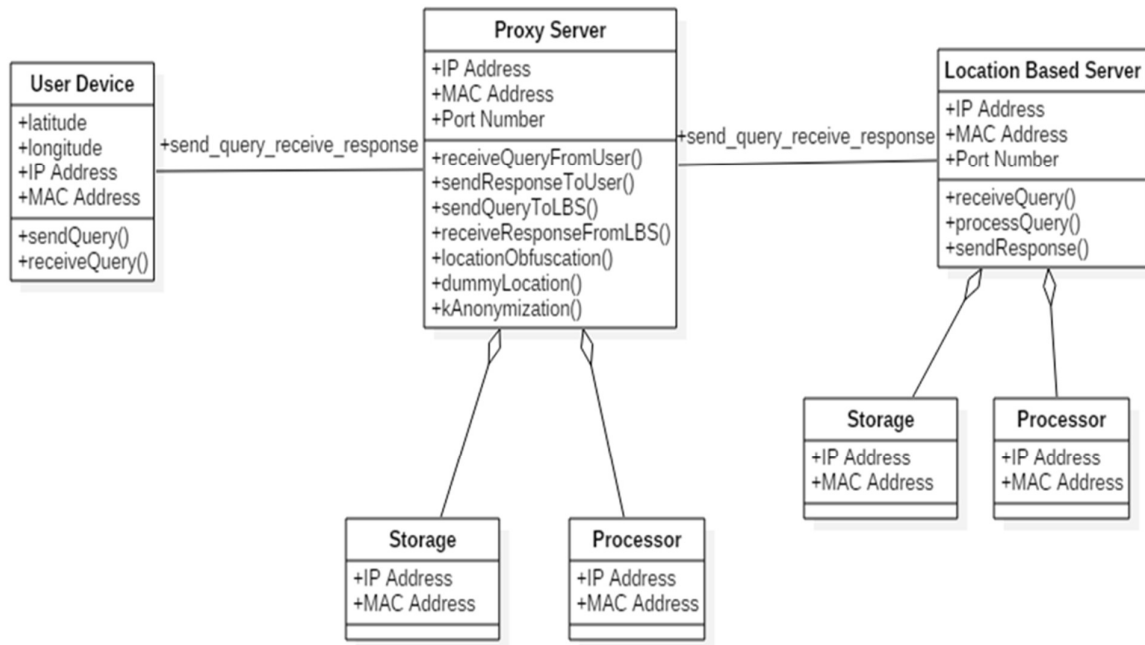 User Device
+latitude
+longitude
+IP Address
+MAC Address
+sendQuery()
+receiveQuery()
+send_query_receive_response
Proxy Server
+IP Address
+MAC Address
+Port Number
+receiveQueryFromUser()
+sendResponseToUser()
+sendQueryToLBS()
+receiveResponseFromLBS()
+locationObfuscation()
+dummyLocation()
+kAnonymization()
+send_query_receive_response
Location Based Server
+IP Address
+MAC Address
+Port Number
+receiveQuery()
+processQuery()
+sendResponse()
Storage
+IP Address
+MAC Address
Processor
+IP Address
+MAC Address
Storage
+IP Address
+MAC Address
Processor
+IP Address
+MAC Address